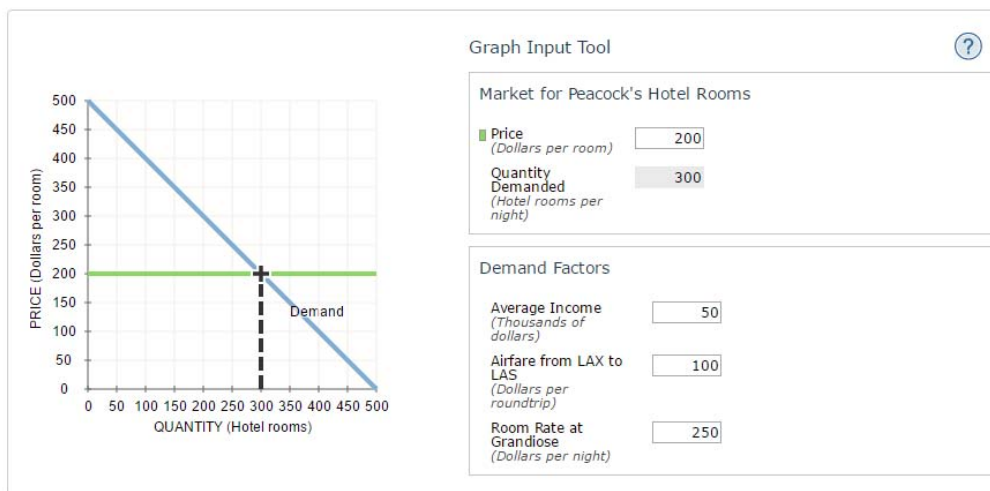 Graph Input Tool
?
Market for Peacock's Hotel Rooms
Price
(Dollars per room)
200
Quantity
Demanded
(Hotel rooms per
night)
300
Demand Factors
Average Income
(Thousands of
dollars)
50
Airfare from LAX to
LAS
(Dollars per
roundtrip)
100
Room Rate at
Grandiose
(Dollars per night)
250
PRICE (Dollars per room)
500
450
400
350
300
250
200
150
100
50
0
Demand
0 50 100 150 200 250 300 350 400 450 500
QUANTITY (Hotel rooms)